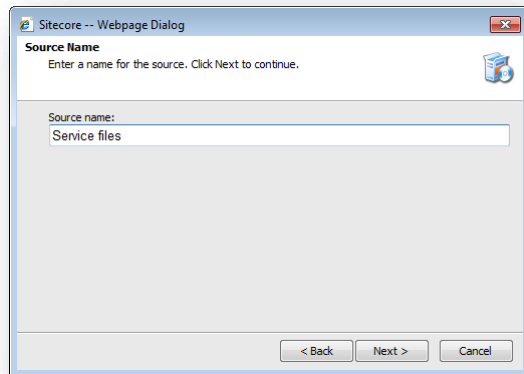 Sitecore -- Webpage Dialog
Source Name
Enter a name for the source. Click Next to continue.
Source name:
Service files
< Back
Next >
Cancel